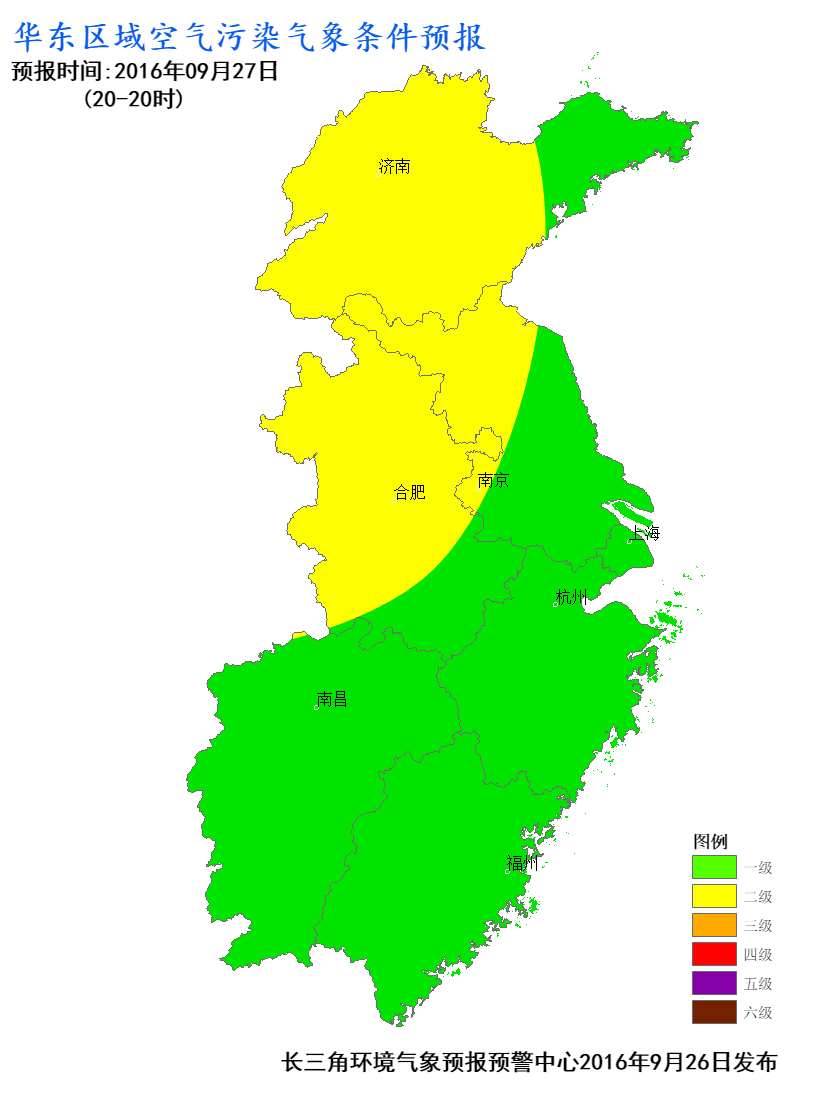 华东区域空气污染气象条件预报
预报时间:2016年09月27日
(20-20时)
济南
合肥
南京
上海
杭州
南昌
福州
图例
一级
二级
三级
四级
五级
六级
长三角环境气象预报预警中心2016年9月26日发布